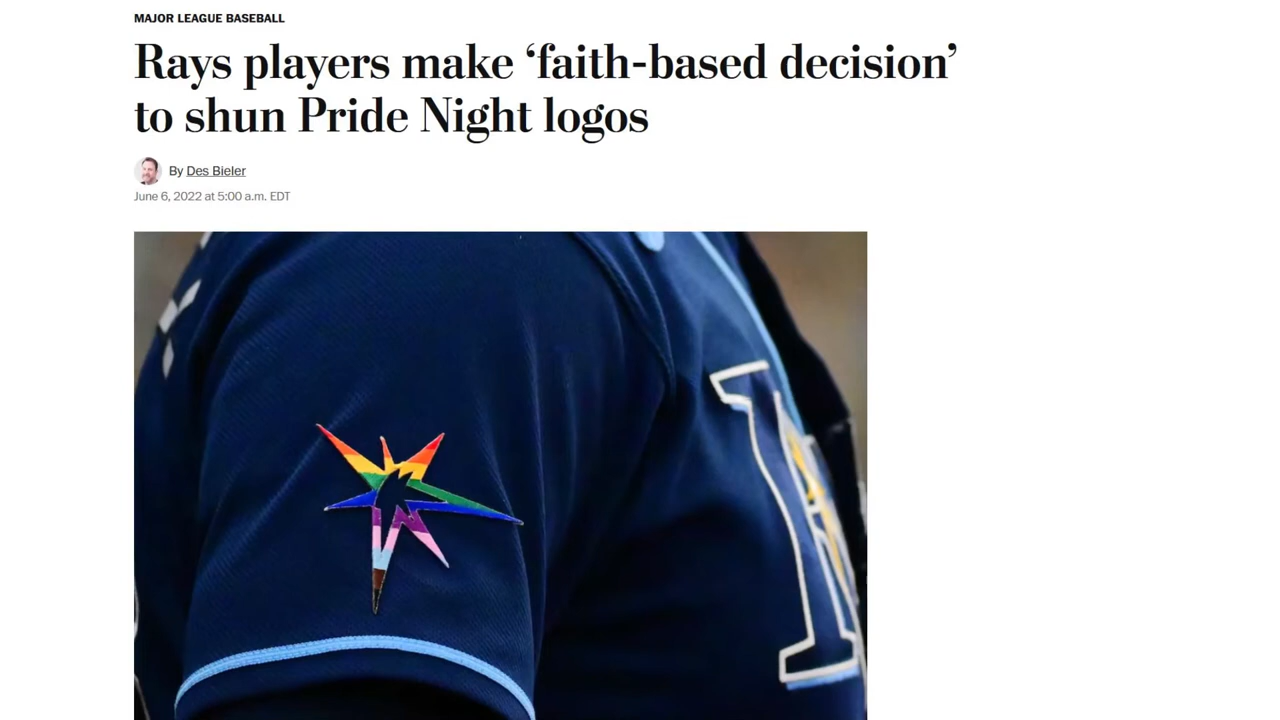 MAJOR LEAGUE BASEBALL
Rays players make ‘faith-based decision’
to shun Pride Night logos
By Des Bieler
June 6, 2022 at 5:00 a.m. EDT